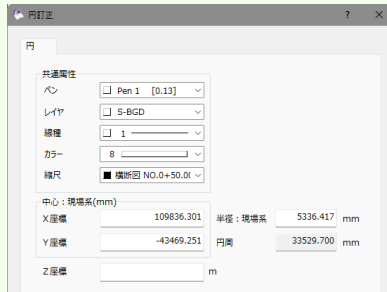 円訂正 ? ×
円
共通属性
ペン Pen 1 [0.13]
レイヤ S-BGD
線種 1
カラー 8
縮尺 横断図 NO.0+50.0(
中心：現場系(mm)
X座標 109836.301 半径：現場系 5336.417 mm
Y座標 -43469.251 円周 33529.700 mm
Z座標 m